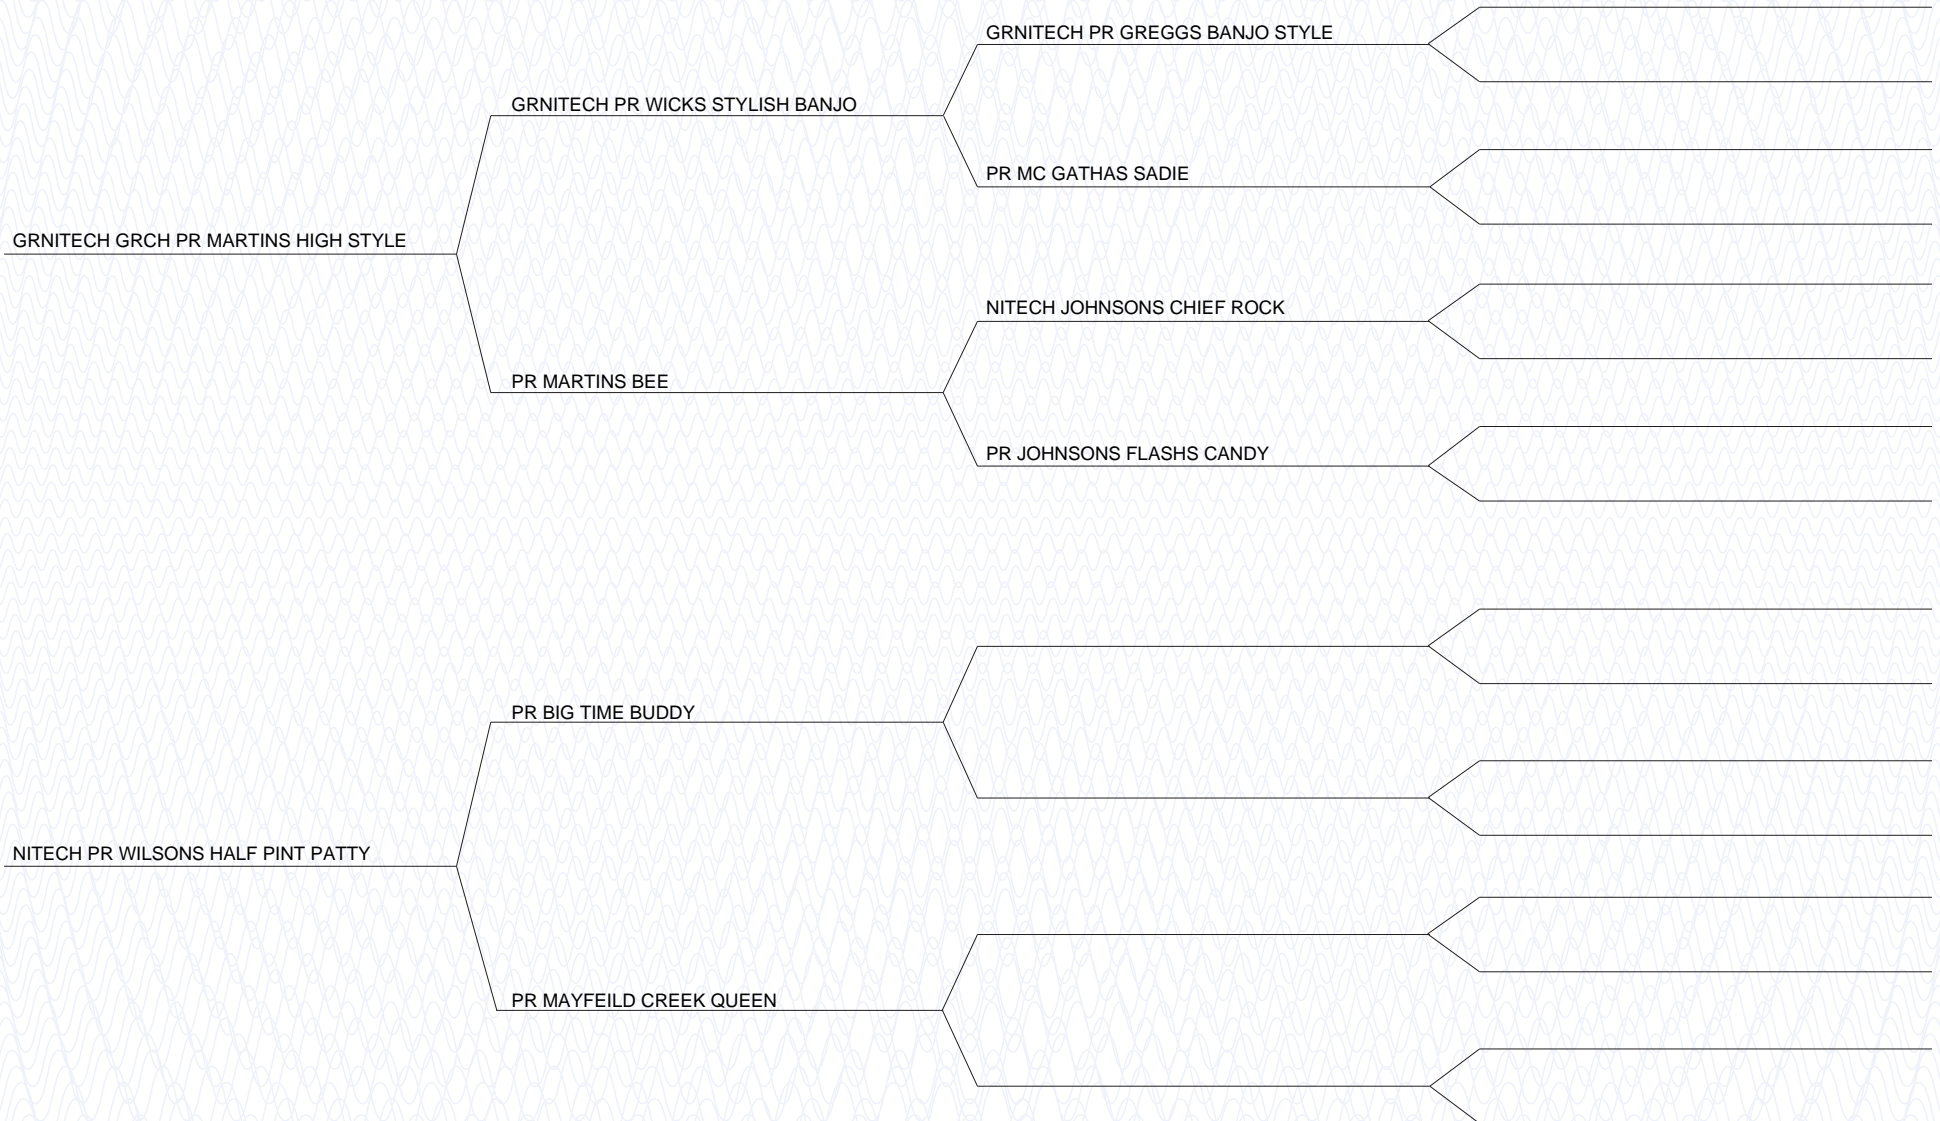 GRNITECH PR GREGGS BANJO STYLE
GRNITECH PR WICKS STYLISH BANJO
PR MC GATHAS SADIE
GRNITECH GRCH PR MARTINS HIGH STYLE
NITECH JOHNSONS CHIEF ROCK
PR MARTINS BEE
PR JOHNSONS FLASHS CANDY
PR BIG TIME BUDDY
NITECH PR WILSONS HALF PINT PATTY
PR MAYFEILD CREEK QUEEN